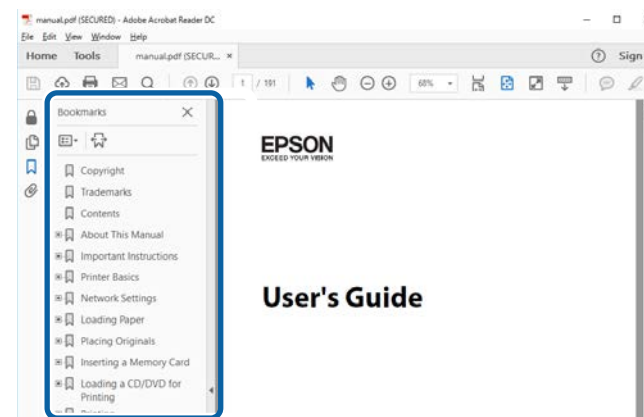 manual.pdf (SECURED) - Adobe Acrobat Reader DC
File Edit View Window Help
Home Tools manual.pdf (SECUR... ×
? Sign
1 / 191
68%
Bookmarks
Copyright
Trademarks
Contents
About This Manual
Important Instructions
Printer Basics
Network Settings
Loading Paper
Placing Originals
Inserting a Memory Card
Loading a CD/DVD for
Printing
EPSON
EXCEED YOUR VISION
User's Guide